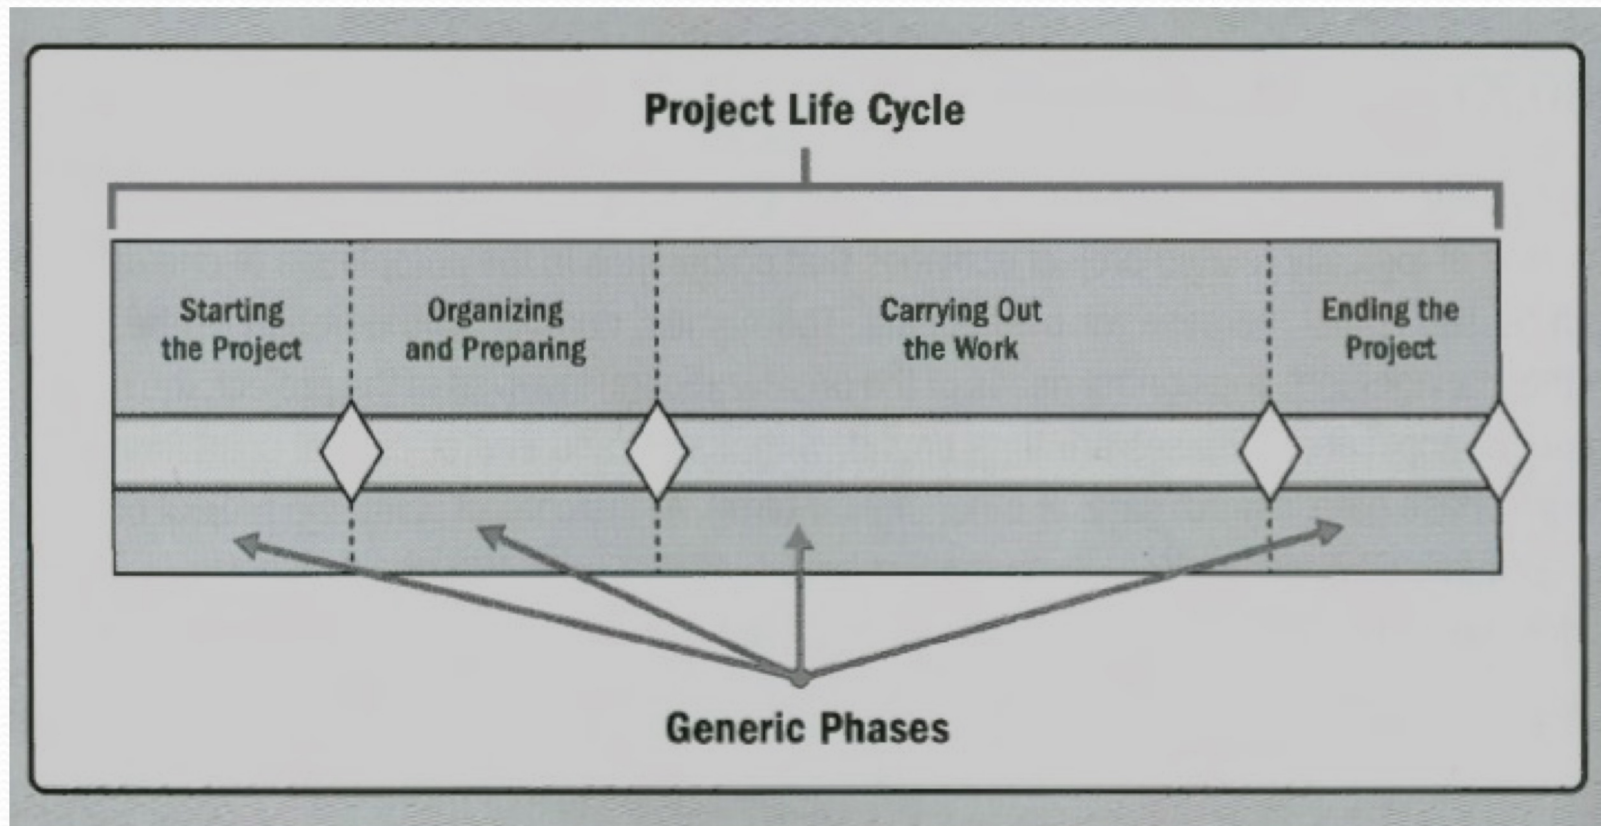 Project Life Cycle
Starting
the Project
Organizing
and Preparing
Carrying Out
the Work
Ending the
Project
Generic Phases